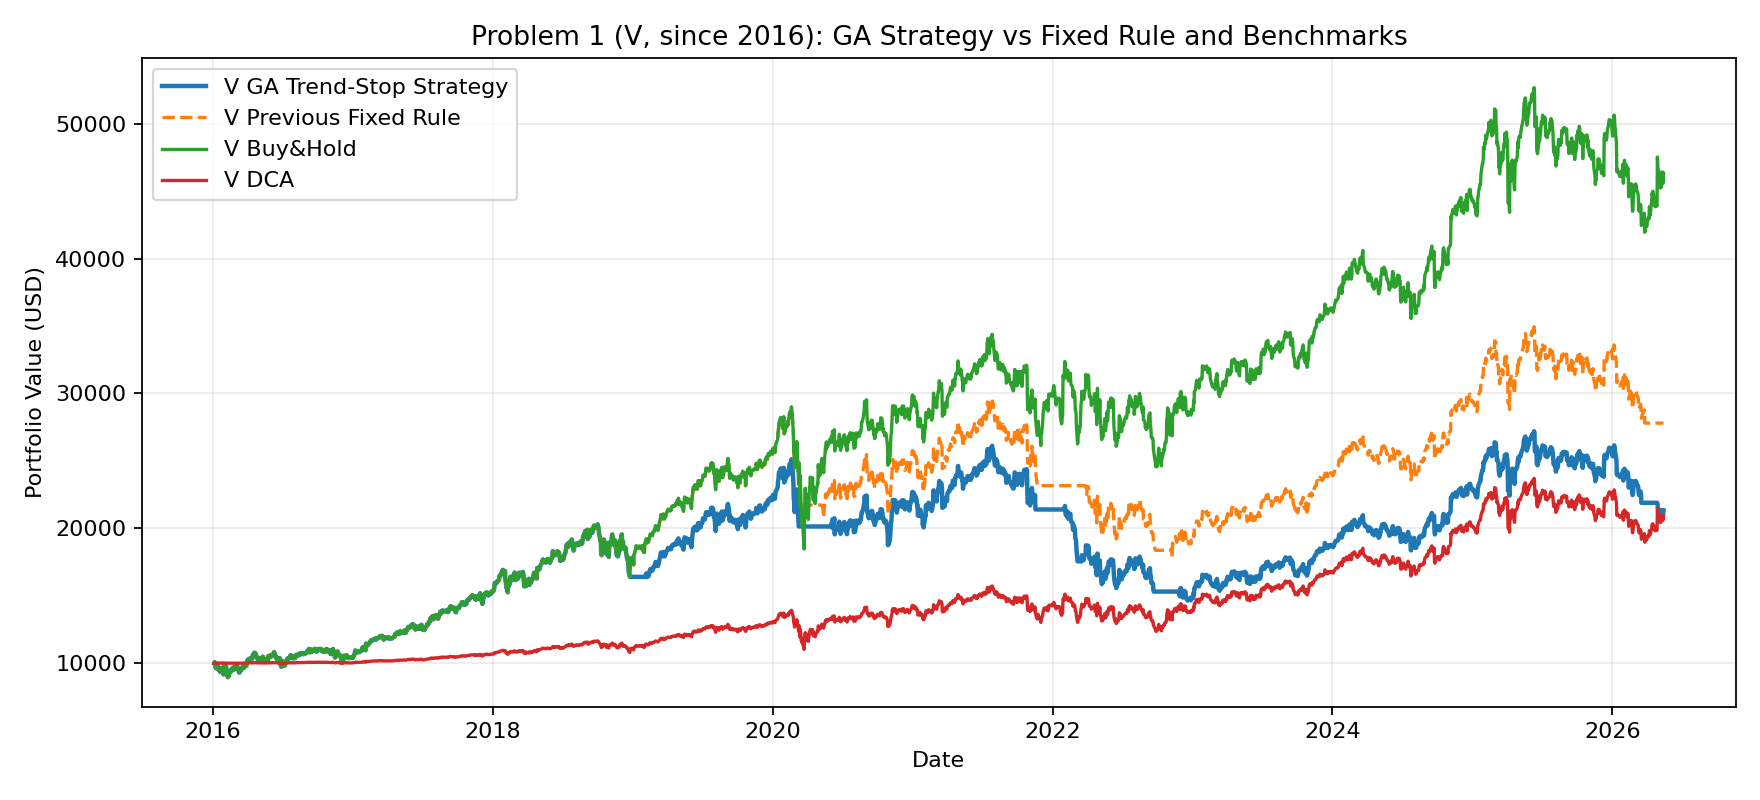 Problem 1 (V, since 2016): GA Strategy vs Fixed Rule and Benchmarks
V GA Trend-Stop Strategy
V Previous Fixed Rule
V Buy&Hold
V DCA
Portfolio Value (USD)
50000
40000
30000
20000
10000
2016 2018 2020 2022 2024 2026
Date